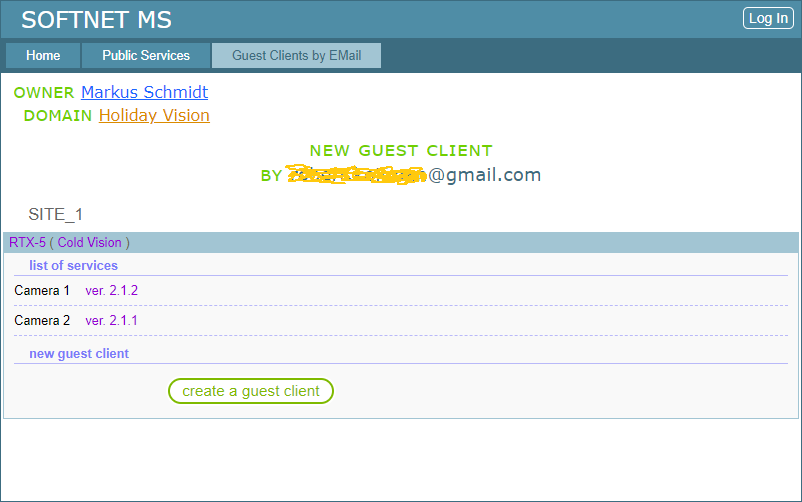 SOFTNET MS
Log In
Home Public Services Guest Clients by EMail
OWNER Markus Schmidt
DOMAIN Holiday Vision
NEW GUEST CLIENT
BY @gmail.com
SITE_1
RTX-5 ( Cold Vision )
list of services
Camera 1 ver. 2.1.2
Camera 2 ver. 2.1.1
new guest client
create a guest client